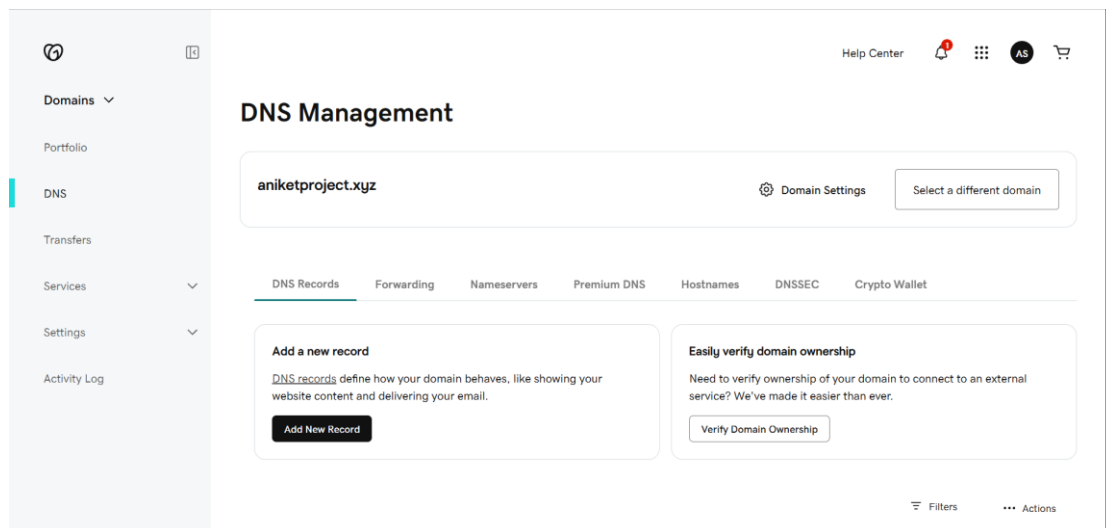 Help Center
1
AS
Domains
Portfolio
DNS
Transfers
Services
Settings
Activity Log
DNS Management
aniketproject.xyz
Domain Settings
Select a different domain
DNS Records Forwarding Nameservers Premium DNS Hostnames DNSSEC Crypto Wallet
Add a new record
DNS records define how your domain behaves, like showing your
website content and delivering your email.
Add New Record
Easily verify domain ownership
Need to verify ownership of your domain to connect to an external
service? We've made it easier than ever.
Verify Domain Ownership
Filters
Actions